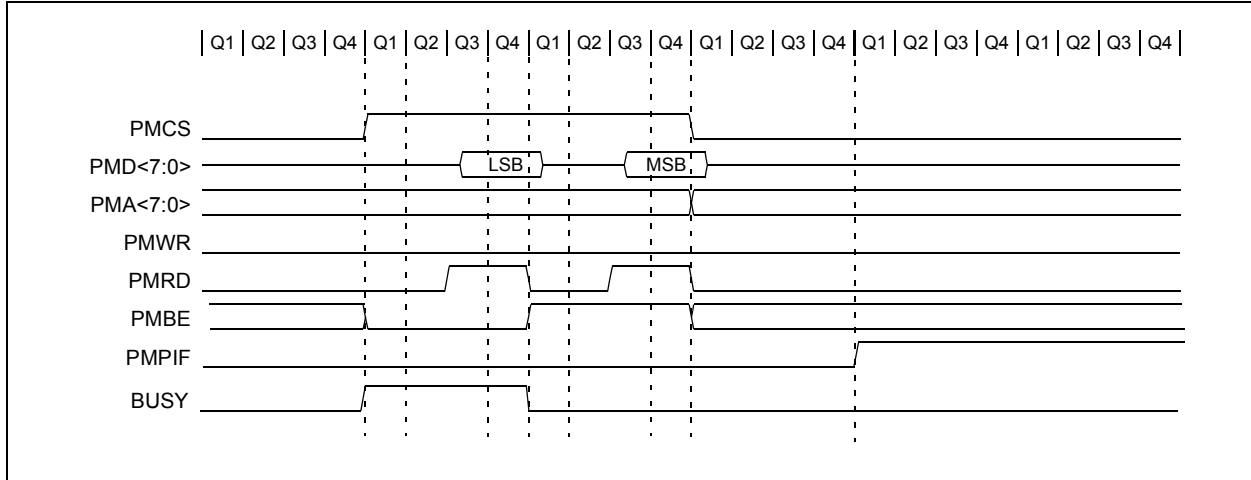 Q1 Q2 Q3 Q4 Q1 Q2 Q3 Q4 Q1 Q2 Q3 Q4 Q1 Q2 Q3 Q4 Q1 Q2 Q3 Q4 Q1 Q2 Q3 Q4
PMCS
PMD<7:0> LSB MSB
PMA<7:0>
PMWR
PMRD
PMBE
PMPIF
BUSY